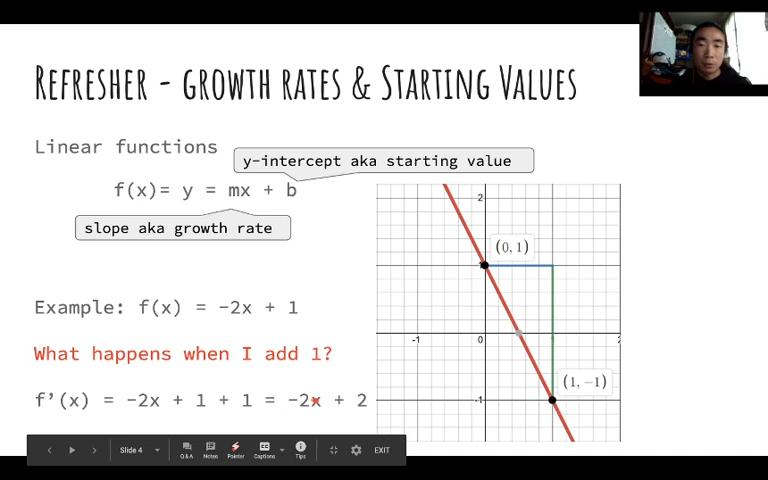 Refresher - growth rates & Starting Values
Linear functions
y-intercept aka starting value
f(x)= y = mx + b
slope aka growth rate
2
(0, 1)
Example: f(x) = -2x + 1
-1
0
2
What happens when I add 1?
(1, −1)
f’(x) = -2x + 1 + 1 = -2x + 2
-1
Slide 4
Q&A
Notes
Pointer
Captions
Tips
EXIT